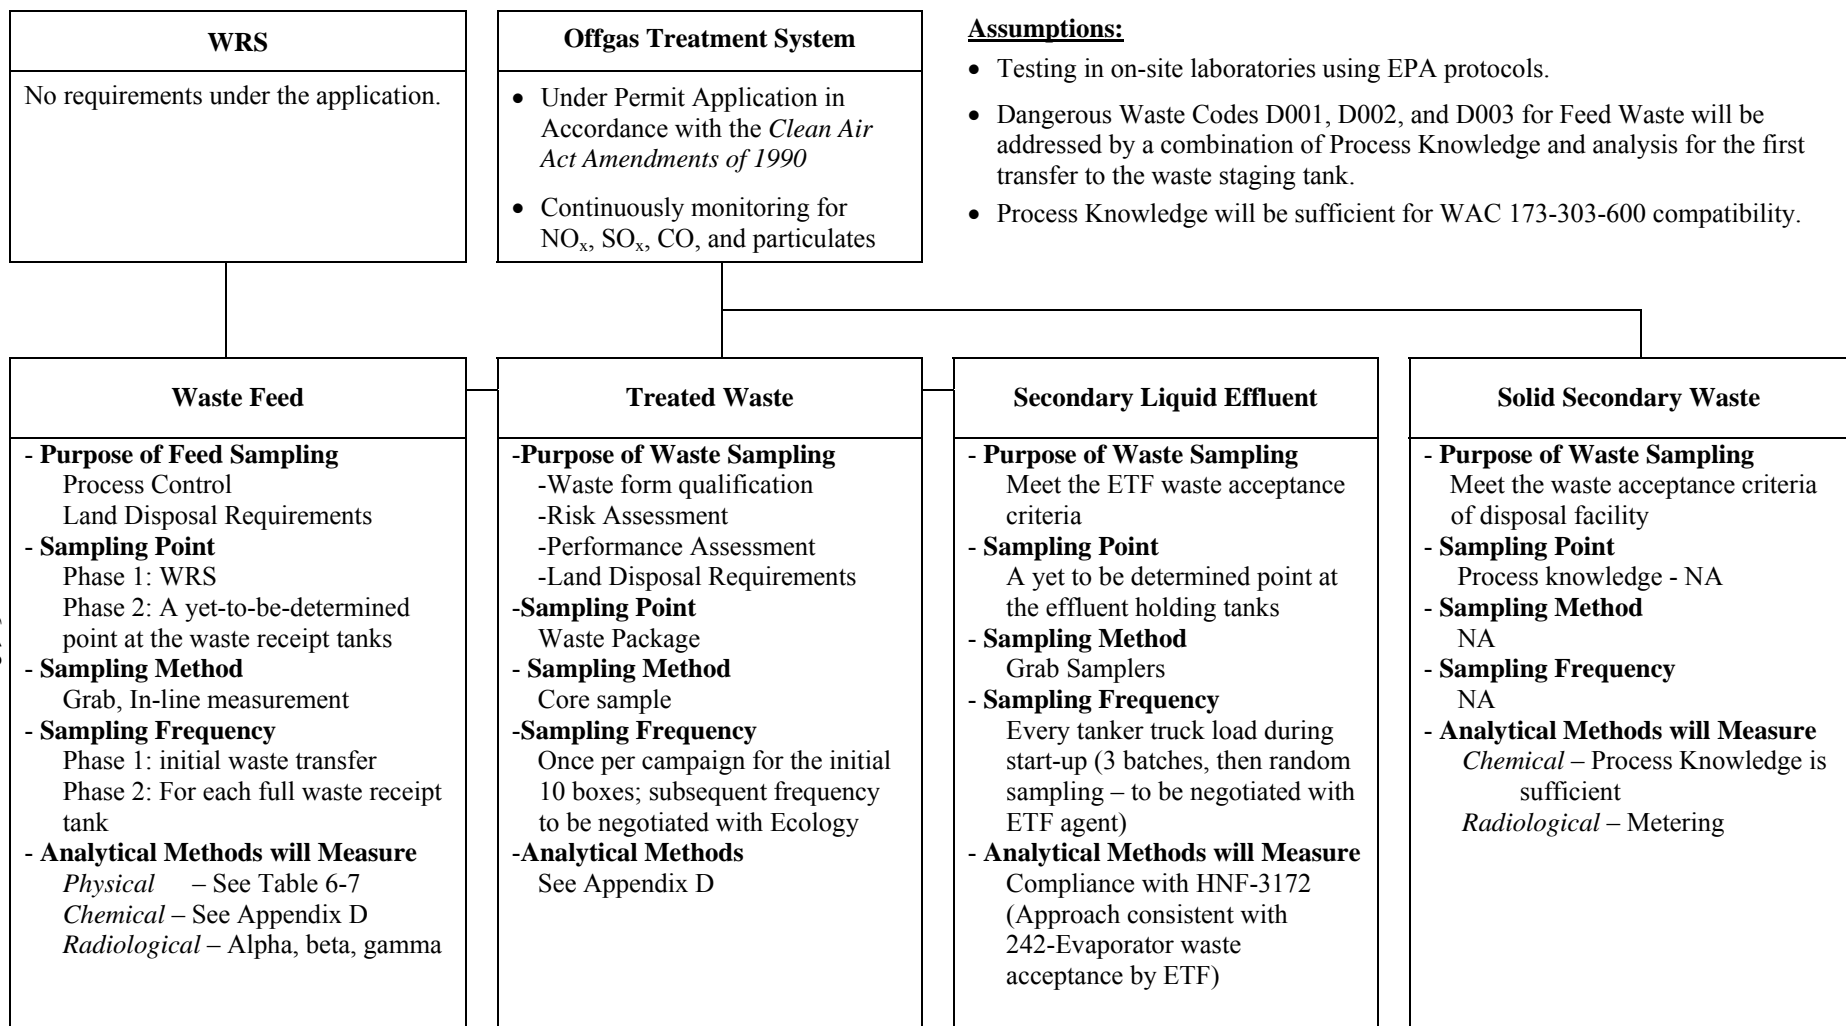 WRS
No requirements under the application.
Offgas Treatment System
• Under Permit Application in
Accordance with the Clean Air
Act Amendments of 1990
• Continuously monitoring for
NOx, SOx, CO, and particulates
Assumptions:
• Testing in on-site laboratories using EPA protocols.
• Dangerous Waste Codes D001, D002, and D003 for Feed Waste will be
addressed by a combination of Process Knowledge and analysis for the first
transfer to the waste staging tank.
• Process Knowledge will be sufficient for WAC 173-303-600 compatibility.
Waste Feed
- Purpose of Feed Sampling
Process Control
Land Disposal Requirements
- Sampling Point
Phase 1: WRS
Phase 2: A yet-to-be-determined
point at the waste receipt tanks
- Sampling Method
Grab, In-line measurement
- Sampling Frequency
Phase 1: initial waste transfer
Phase 2: For each full waste receipt
tank
- Analytical Methods will Measure
Physical – See Table 6-7
Chemical – See Appendix D
Radiological – Alpha, beta, gamma
Treated Waste
-Purpose of Waste Sampling
-Waste form qualification
-Risk Assessment
-Performance Assessment
-Land Disposal Requirements
-Sampling Point
Waste Package
- Sampling Method
Core sample
-Sampling Frequency
Once per campaign for the initial
10 boxes; subsequent frequency
to be negotiated with Ecology
-Analytical Methods
See Appendix D
Secondary Liquid Effluent
- Purpose of Waste Sampling
Meet the ETF waste acceptance
criteria
- Sampling Point
A yet to be determined point at
the effluent holding tanks
- Sampling Method
Grab Samplers
- Sampling Frequency
Every tanker truck load during
start-up (3 batches, then random
sampling – to be negotiated with
ETF agent)
- Analytical Methods will Measure
Compliance with HNF-3172
(Approach consistent with
242-Evaporator waste
acceptance by ETF)
Solid Secondary Waste
- Purpose of Waste Sampling
Meet the waste acceptance criteria
of disposal facility
- Sampling Point
Process knowledge - NA
- Sampling Method
NA
- Sampling Frequency
NA
- Analytical Methods will Measure
Chemical – Process Knowledge is
sufficient
Radiological – Metering